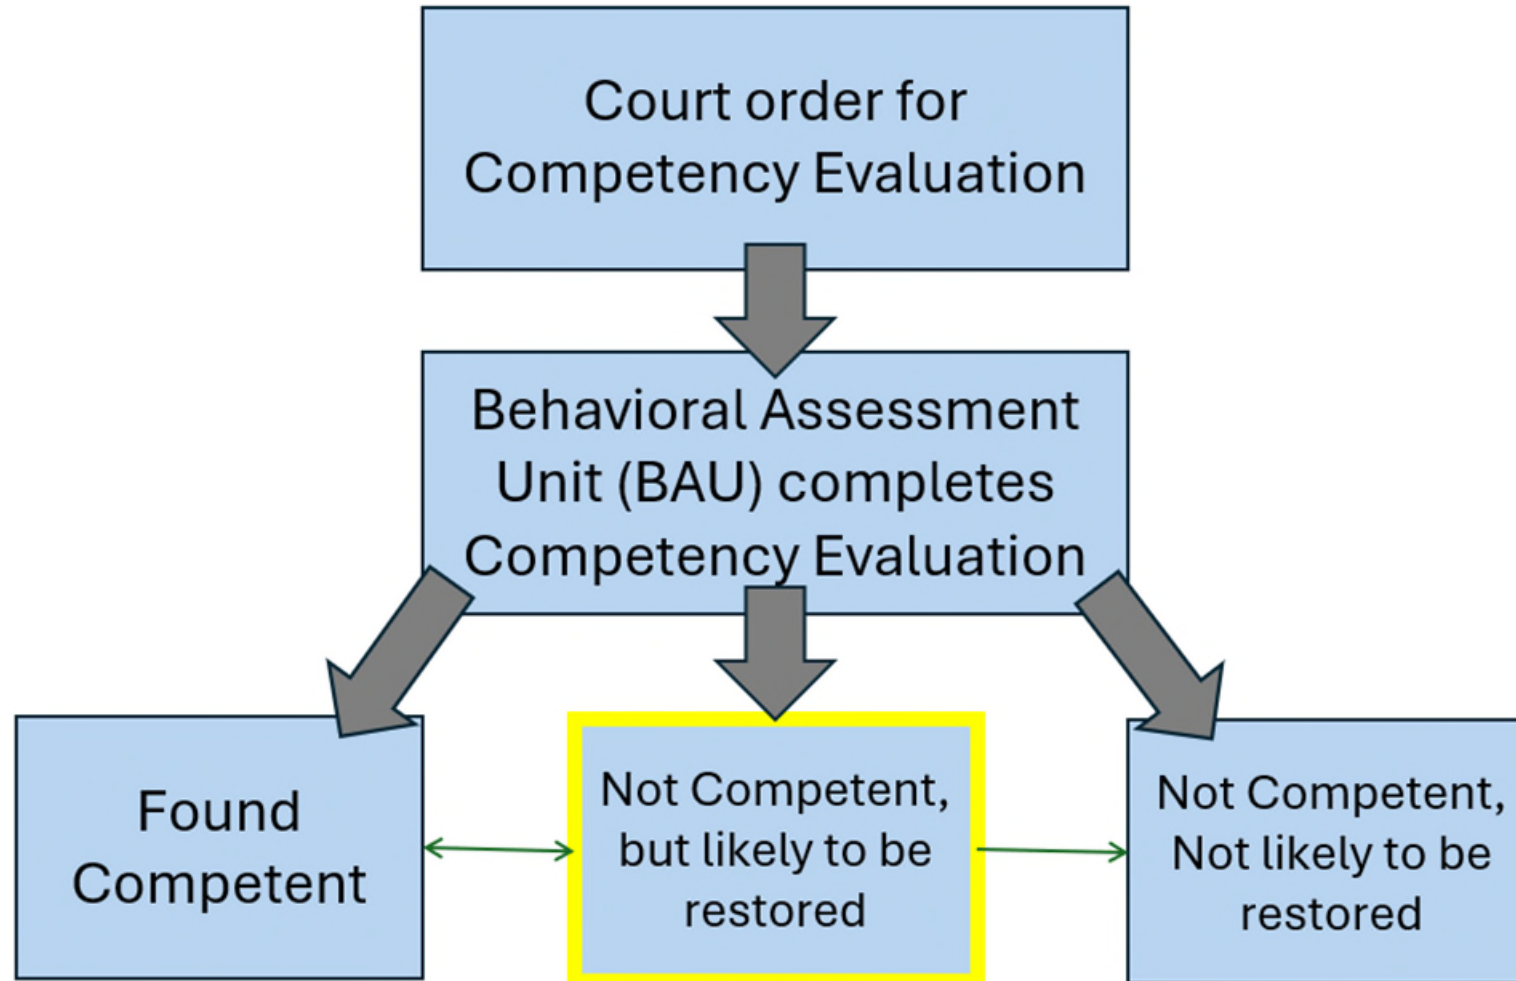 Court order for
Competency Evaluation
Behavioral Assessment
Unit (BAU) completes
Competency Evaluation
Found
Competent
Not Competent,
but likely to be
restored
Not Competent,
Not likely to be
restored